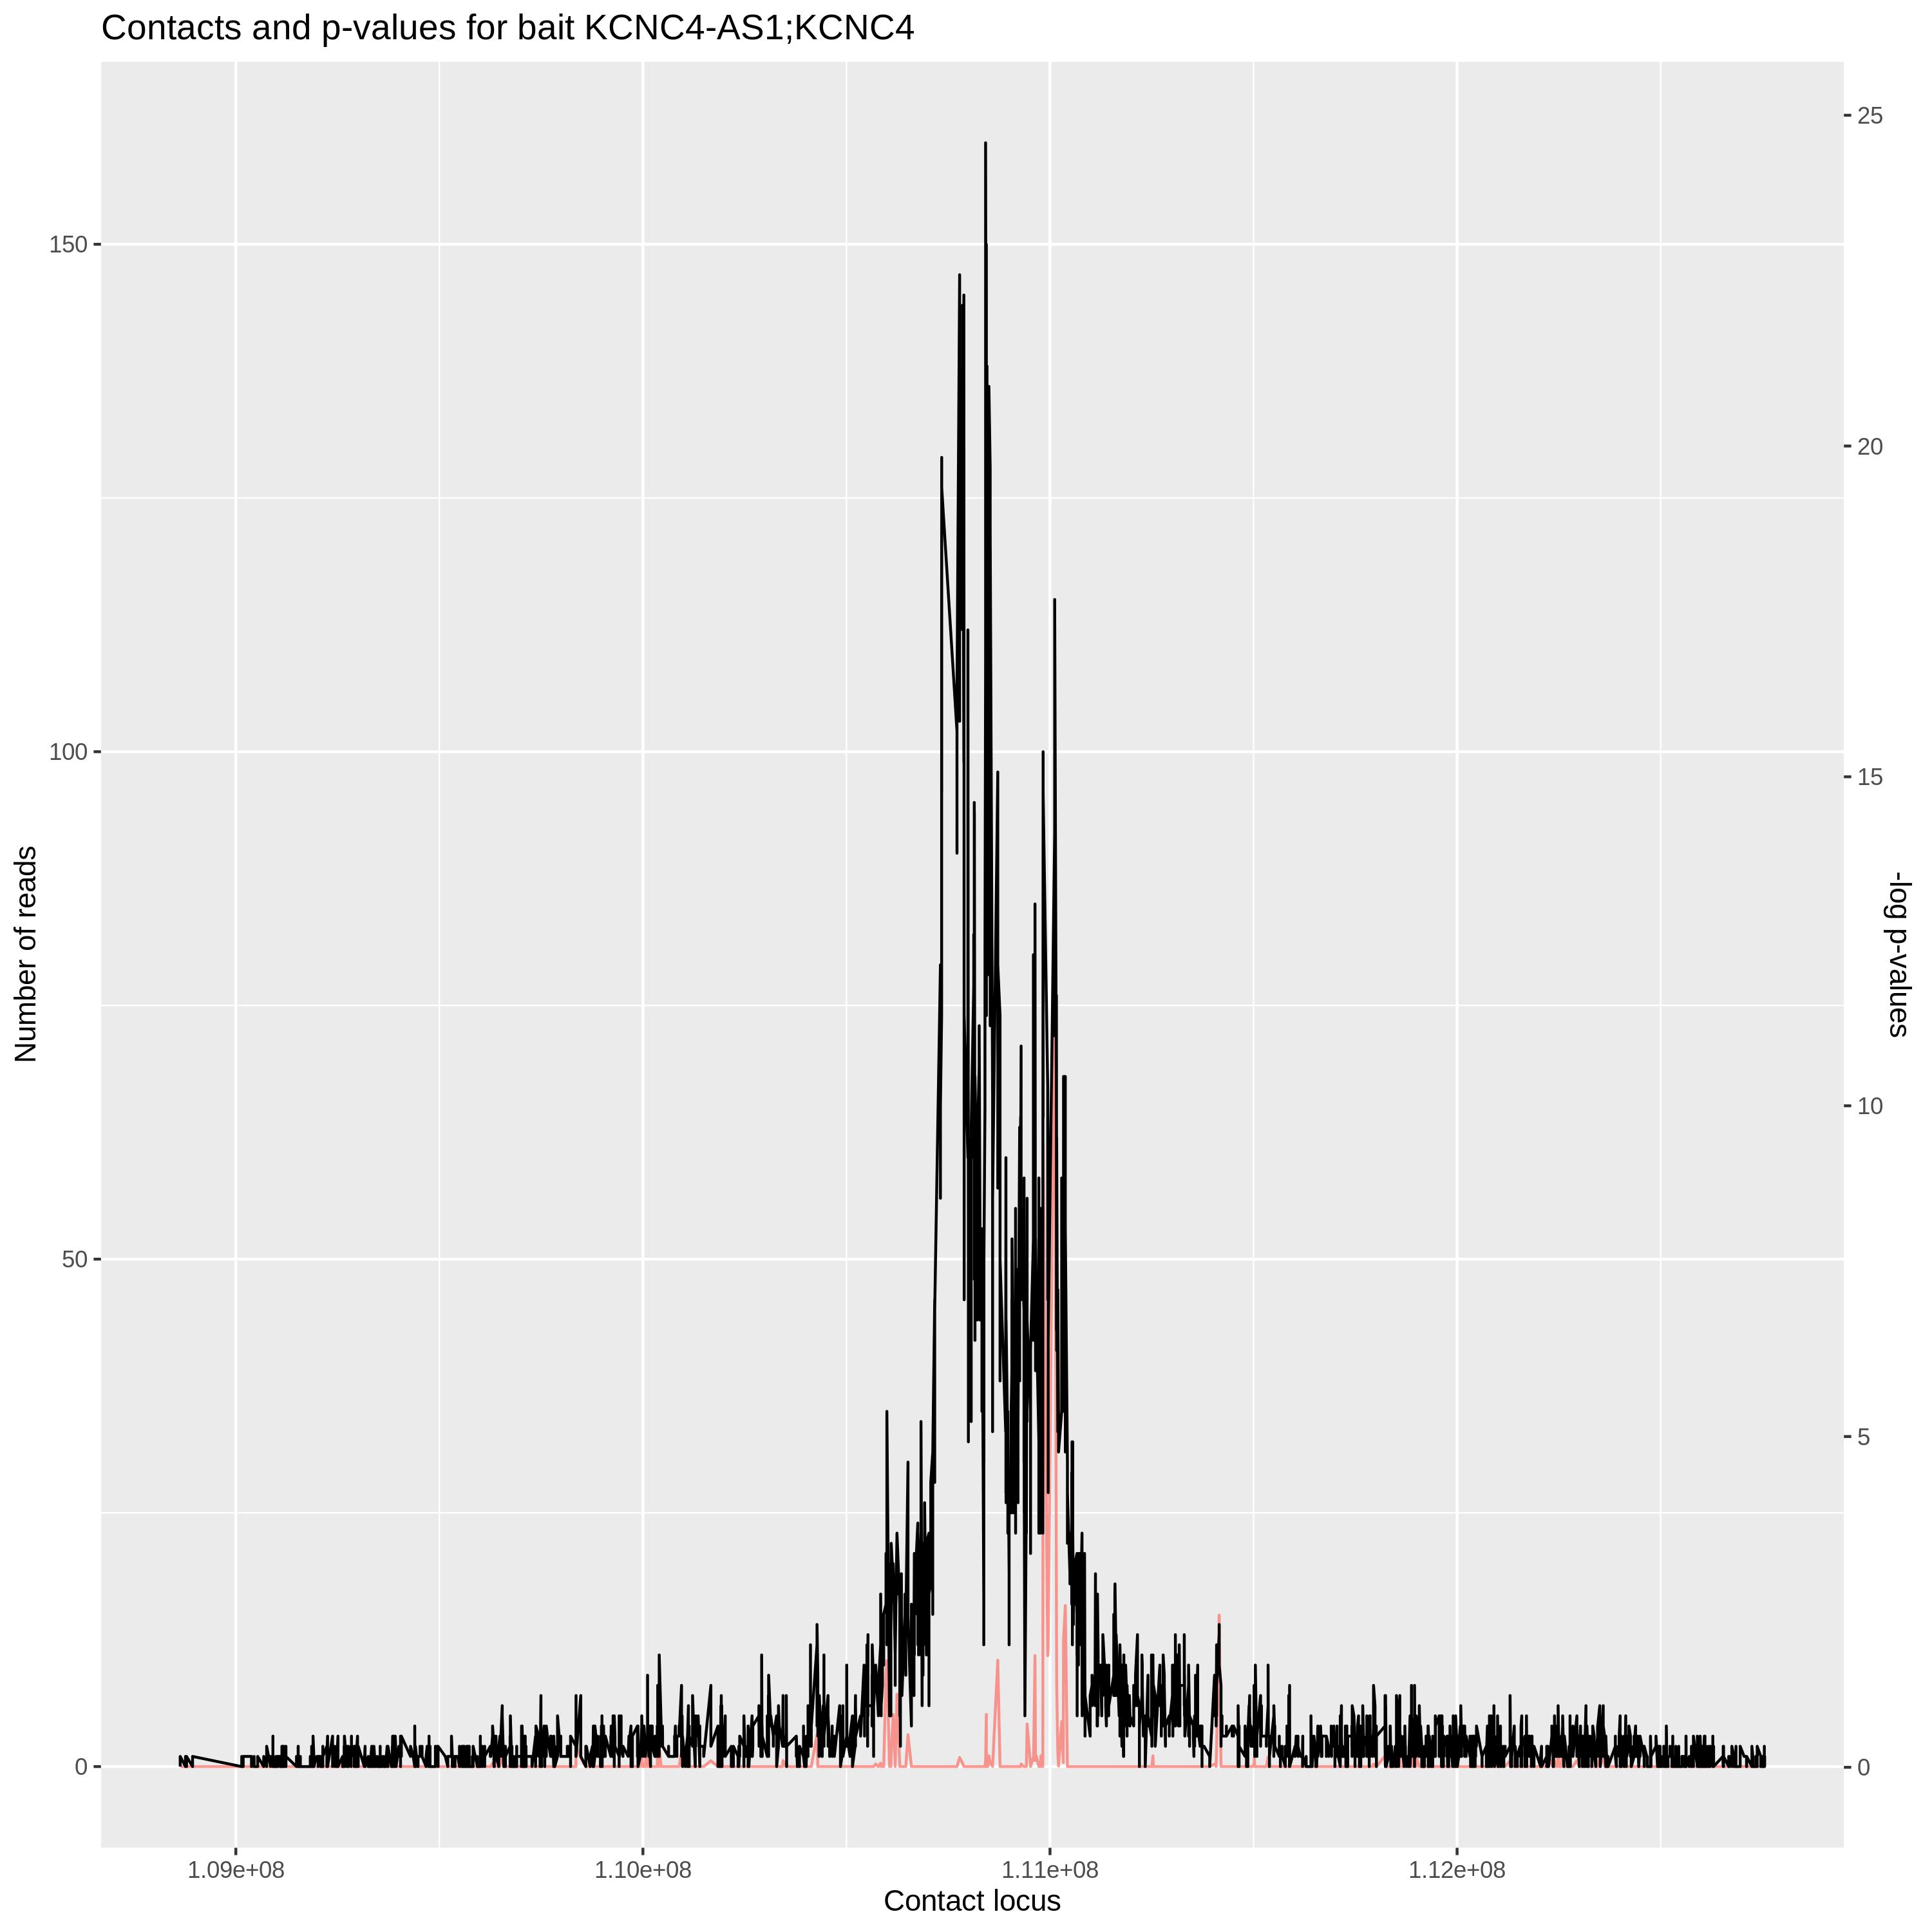 Contacts and p-values for bait KCNC4-AS1;KCNC4
150
100
50
0
Number of reads
25
20
15
10
5
0
-log p-values
1.09e+08
1.10e+08
1.11e+08
1.12e+08
Contact locus